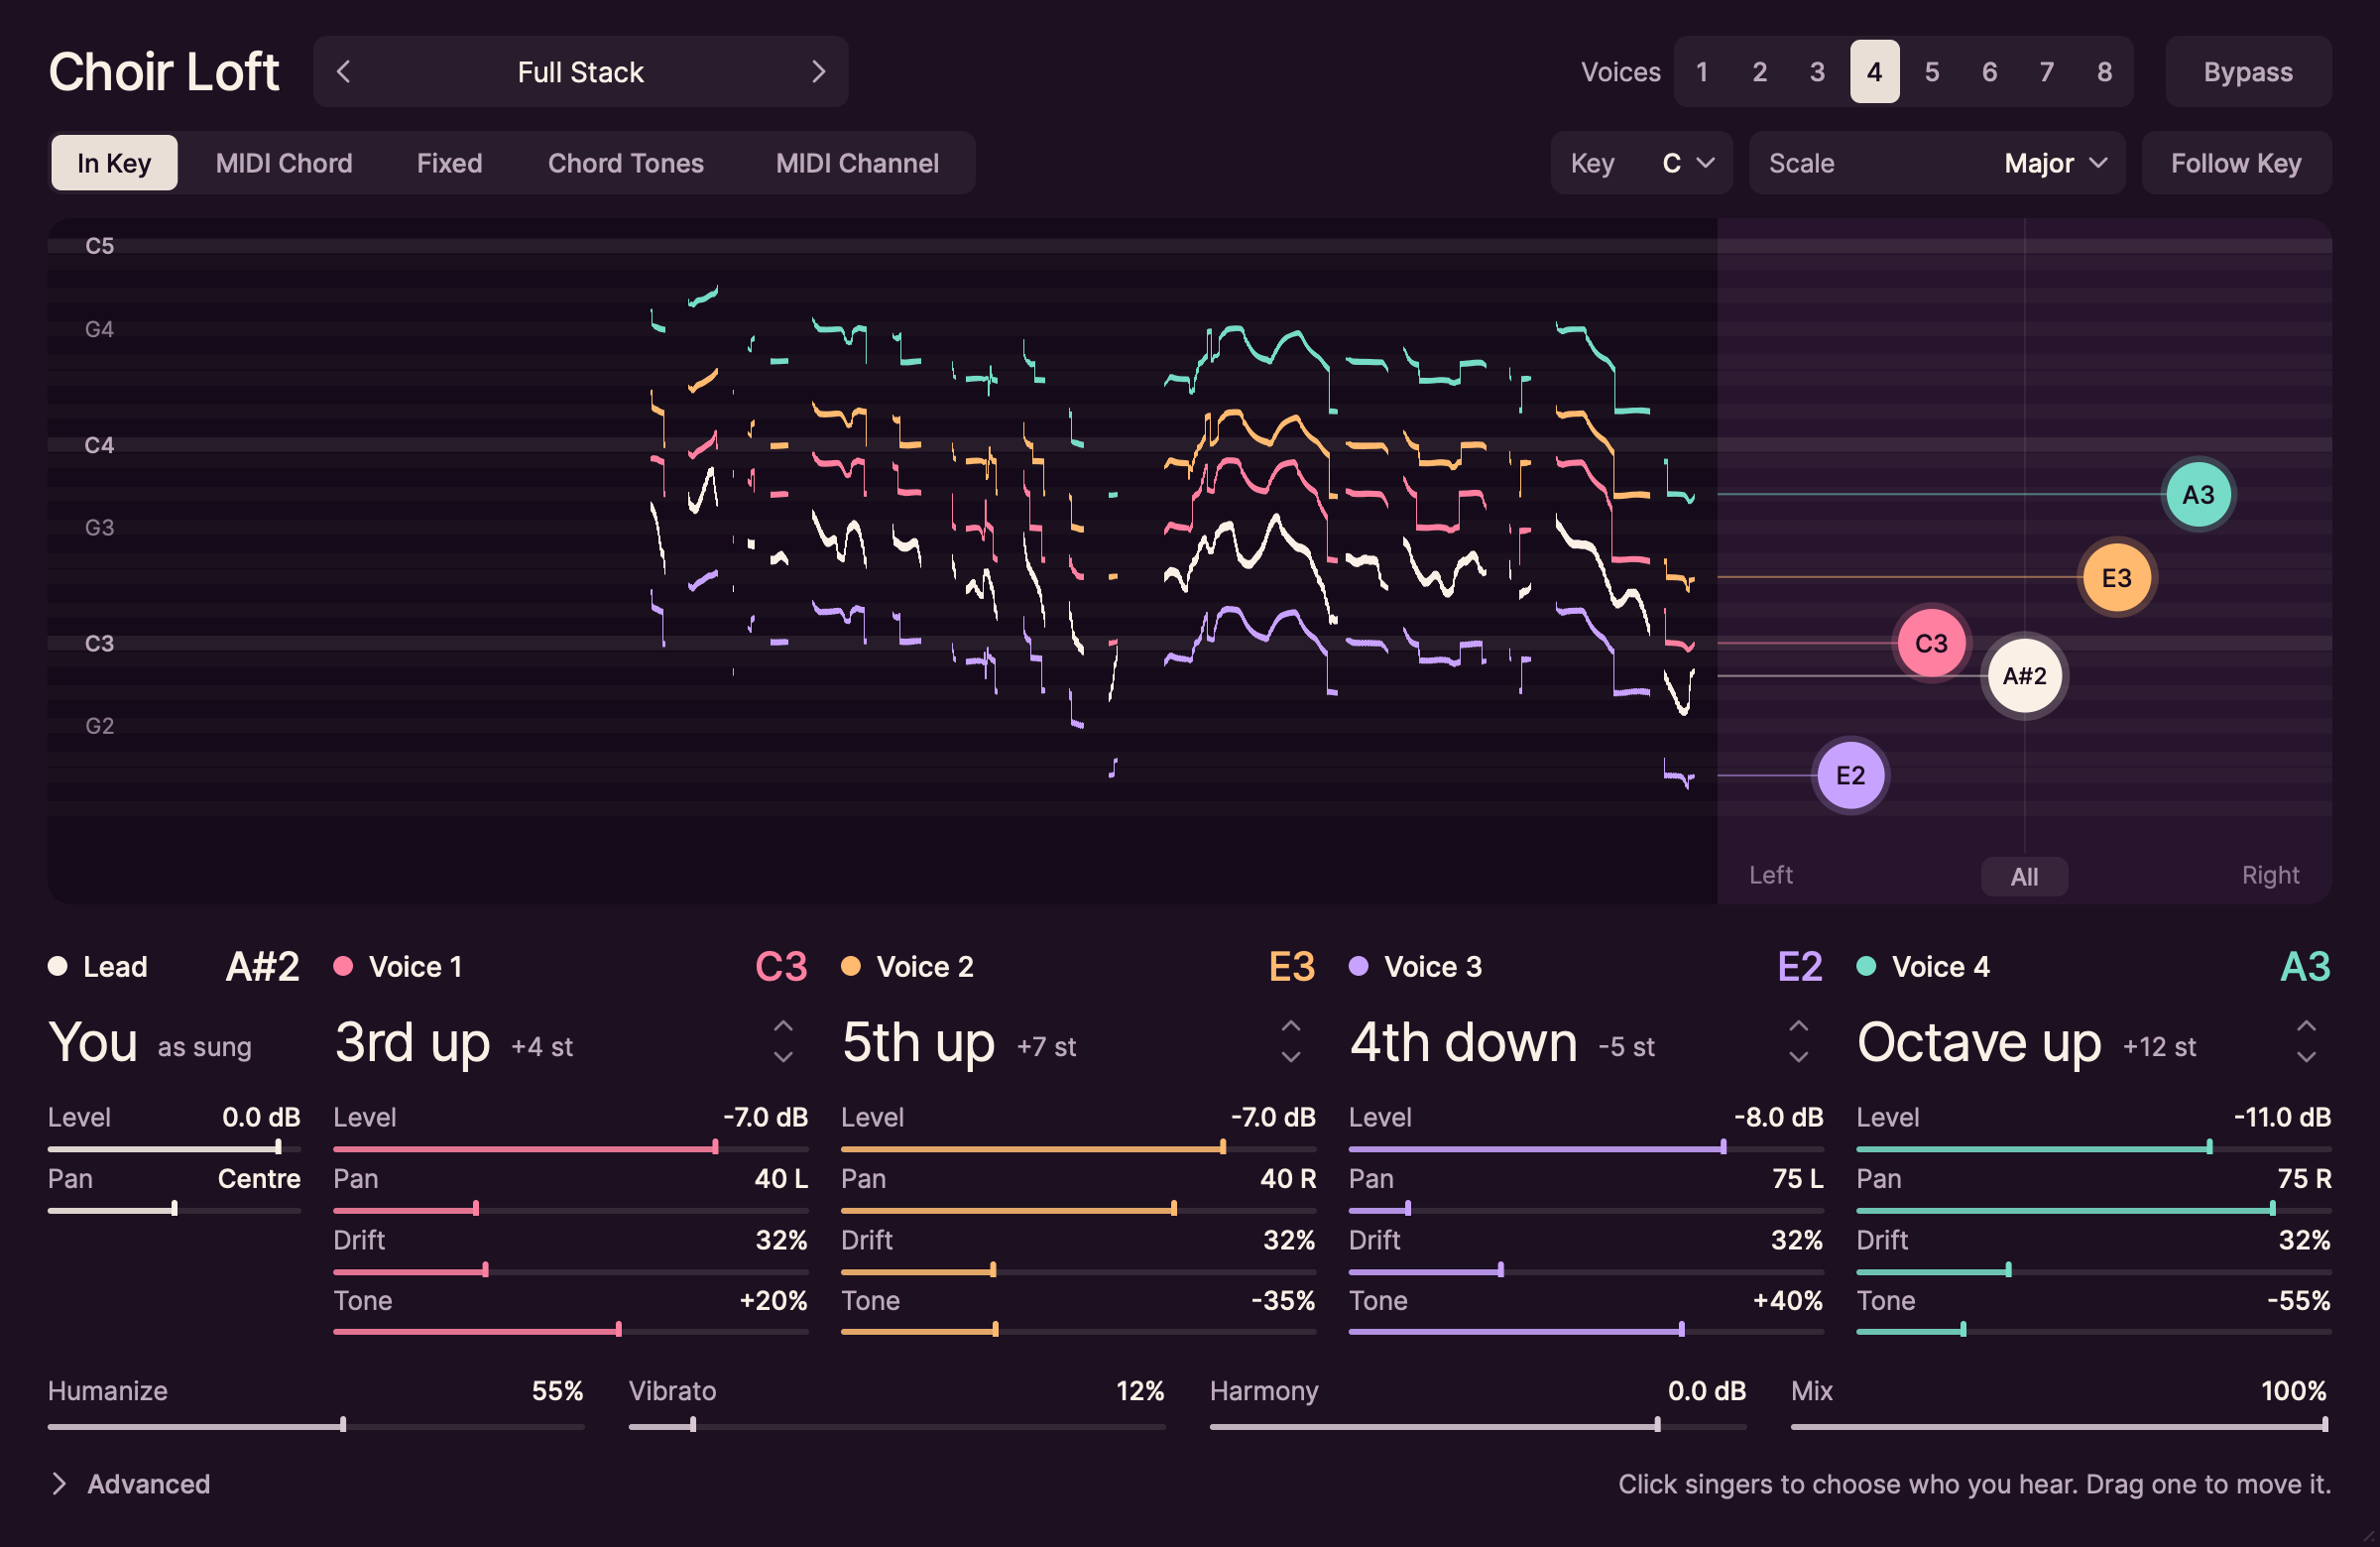 Choir Loft
Full Stack
Voices 1 2 3 4 5 6 7 8
Bypass
In Key MIDI Chord Fixed Chord Tones MIDI Channel
Key C
Scale Major
Follow Key
C5
G4
C4
G3
C3
G2
A3
E3
C3
A#2
E2
Left All Right
Lead A#2
You as sung
Level 0.0 dB
Pan Centre
Voice 1 C3
3rd up +4 st
Level -7.0 dB
Pan 40 L
Drift 32%
Tone +20%
Voice 2 E3
5th up +7 st
Level -7.0 dB
Pan 40 R
Drift 32%
Tone -35%
Voice 3 E2
4th down -5 st
Level -8.0 dB
Pan 75 L
Drift 32%
Tone +40%
Voice 4 A3
Octave up +12 st
Level -11.0 dB
Pan 75 R
Drift 32%
Tone -55%
Humanize 55%
Vibrato 12%
Harmony 0.0 dB
Mix 100%
Advanced
Click singers to choose who you hear. Drag one to move it.